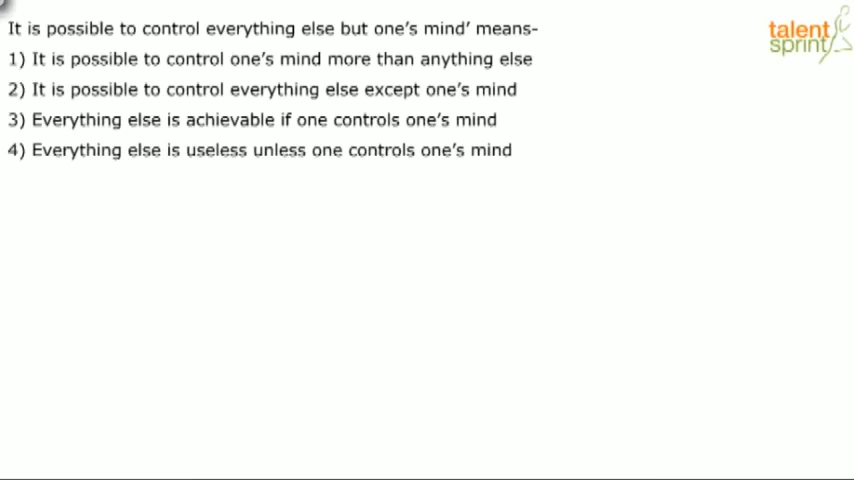 It is possible to control everything else but one's mind’ means-
1) It is possible to control one’s mind more than anything else
2) It is possible to control everything else except one’s mind
3) Everything else is achievable if one controls one’s mind
4) Everything else is useless unless one controls one’s mind
talent
sprint